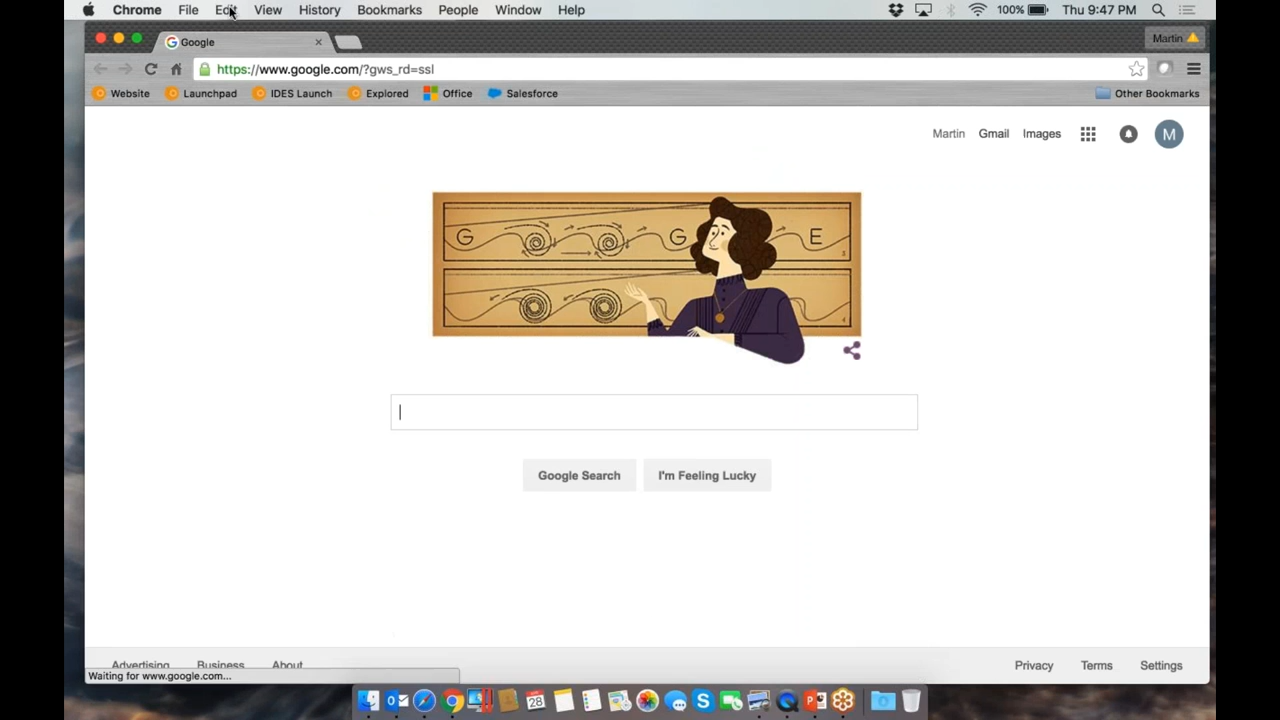 Chrome File Edit View History Bookmarks People Window Help 100% Thu 9:47 PM
Google Martin
https://www.google.com/?gws_rd=ssl
Website Launchpad IDES Launch Explored Office Salesforce Other Bookmarks
Martin Gmail Images M
G G E
Google Search I'm Feeling Lucky
Advertising Business About Privacy Terms Settings
Waiting for www.google.com...
28